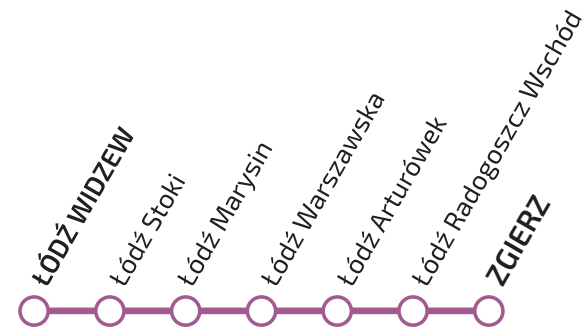 ŁÓDŹ WIDZEW
Łódź Stoki
Łódź Marysin
Łódź Warszawska
Łódź Arturówek
Łódź Radogoszcz Wschód
ZGIERZ